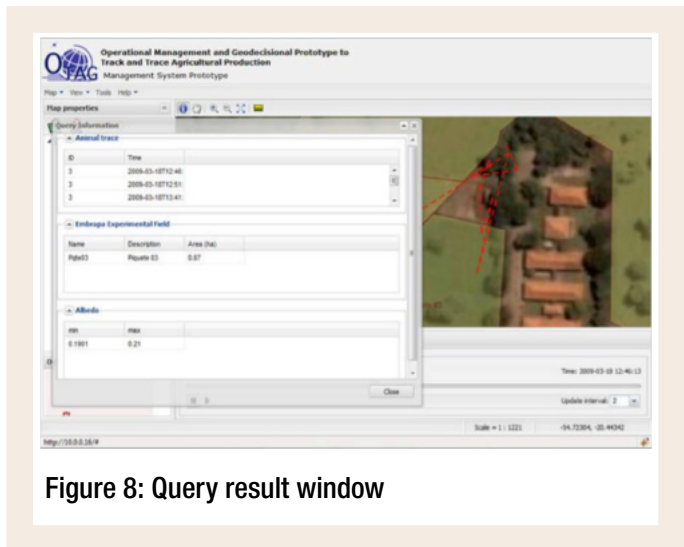 OTAG
Operational Management and Geodecisional Prototype to
Track and Trace Agricultural Production
Management System Prototype
Map View Tools Help
Map properties
Query Information
Animal trace
ID Time
3 2009-03-18T12:46:
3 2009-03-18T12:51:
3 2009-03-18T13:41:
Embrapa Experimental Field
Name Description Area (ha)
Piquete 03 0.87
Albedo
min max
0.1901 0.21
Close
Time: 2009-03-18 12:46:13
Update interval: 2
Scale = 1 : 1221 -54.72304, -20.44342
http://10.0.0.16/#
Figure 8: Query result window